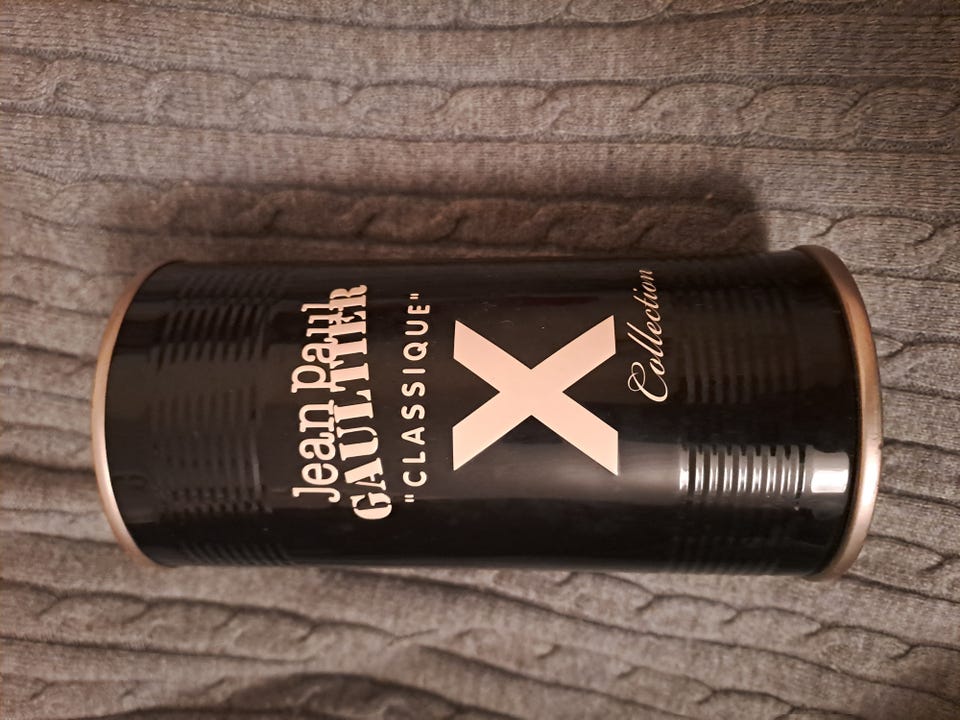 Jean paul
GAULTIER
"CLASSIQUE"
X
Collection